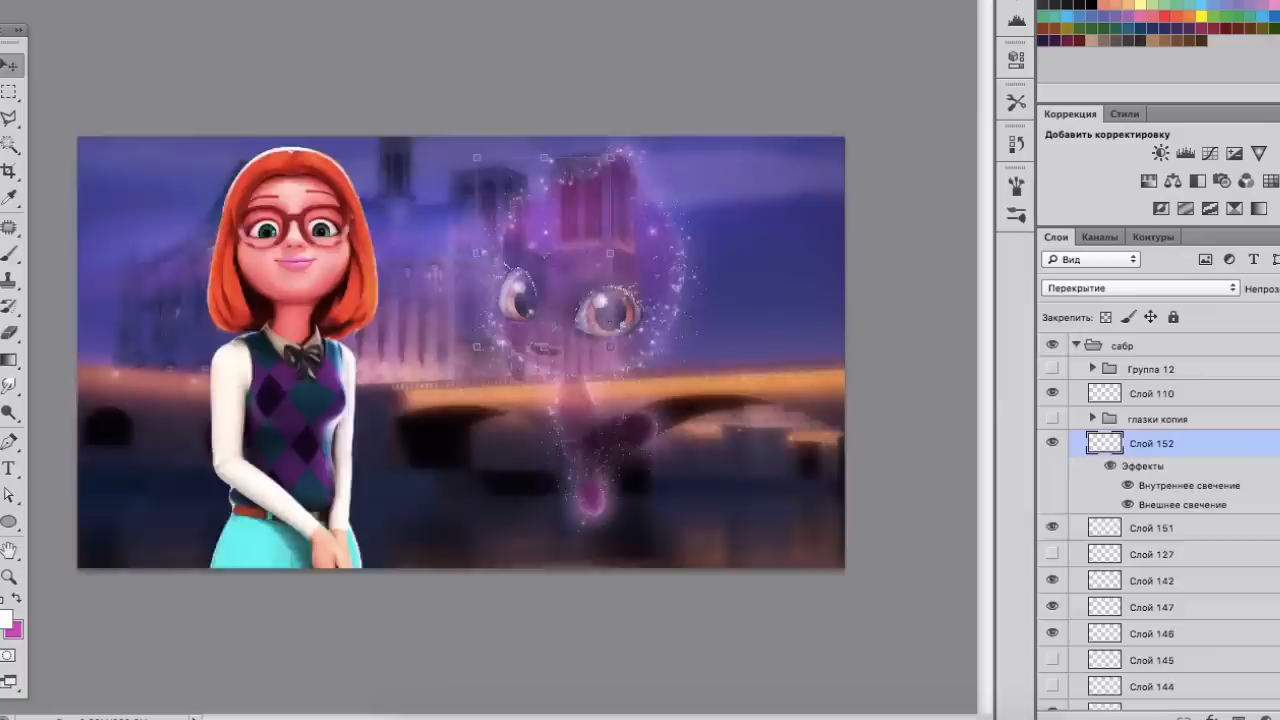 Коррекция Стили
Добавить корректировку
Слои Каналы Контуры
Вид
T
Перекрытие
Непроз
Закрепить:
сабр
Группа 12
Слой 110
глазки копия
Слой 152
Эффекты
Внутреннее свечение
Внешнее свечение
Слой 151
Слой 127
Слой 142
Слой 147
Слой 146
Слой 145
Слой 144
T